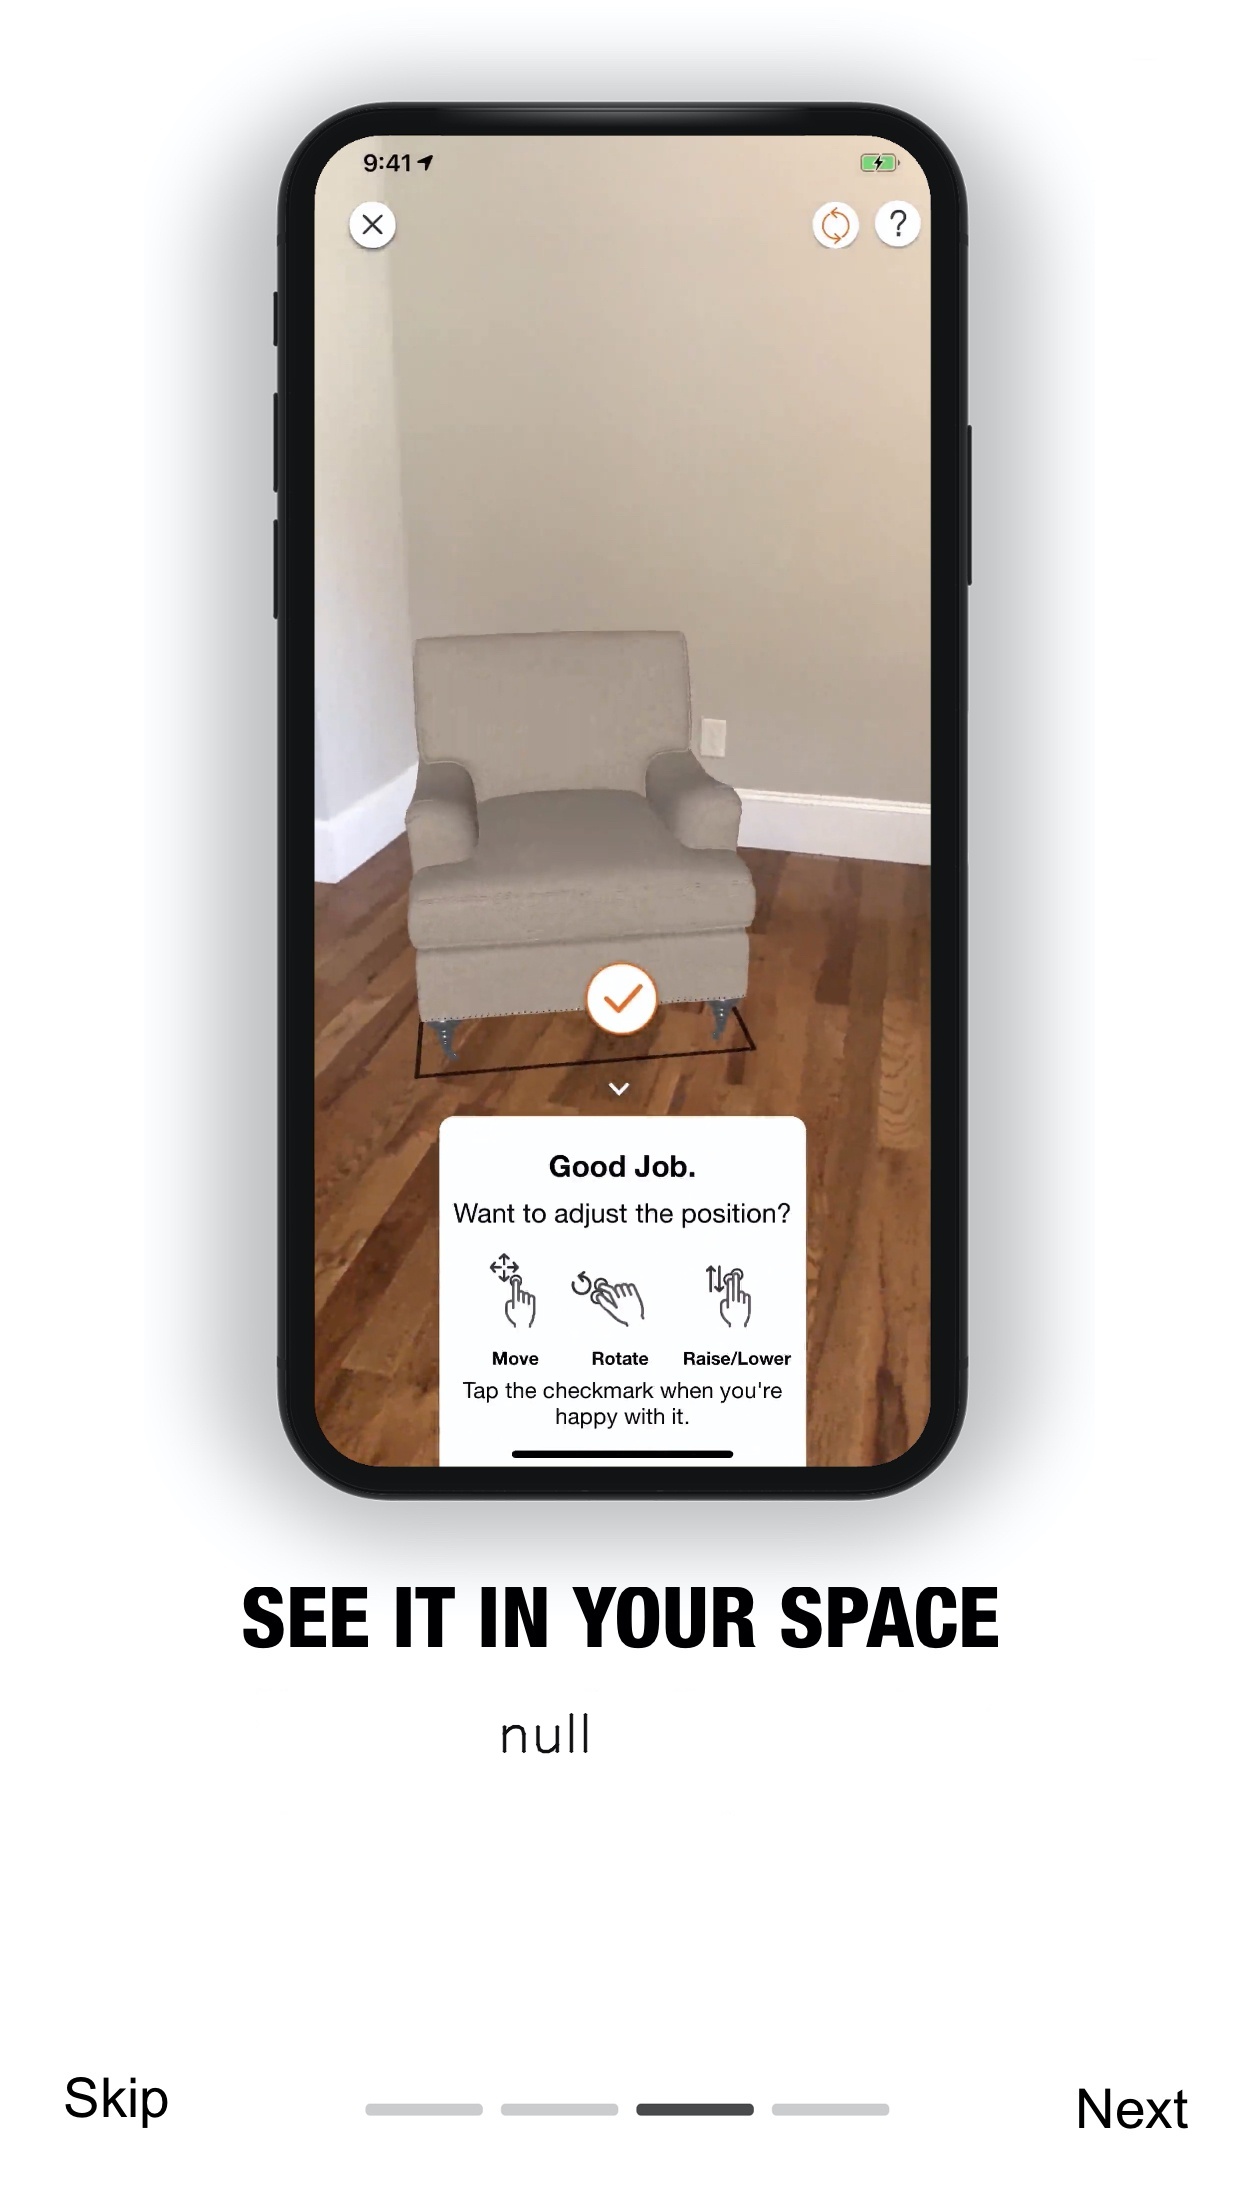 9:41
?
Good Job.
Want to adjust the position?
Move Rotate Raise/Lower
Tap the checkmark when you're
happy with it.
SEE IT IN YOUR SPACE
null
Skip Next